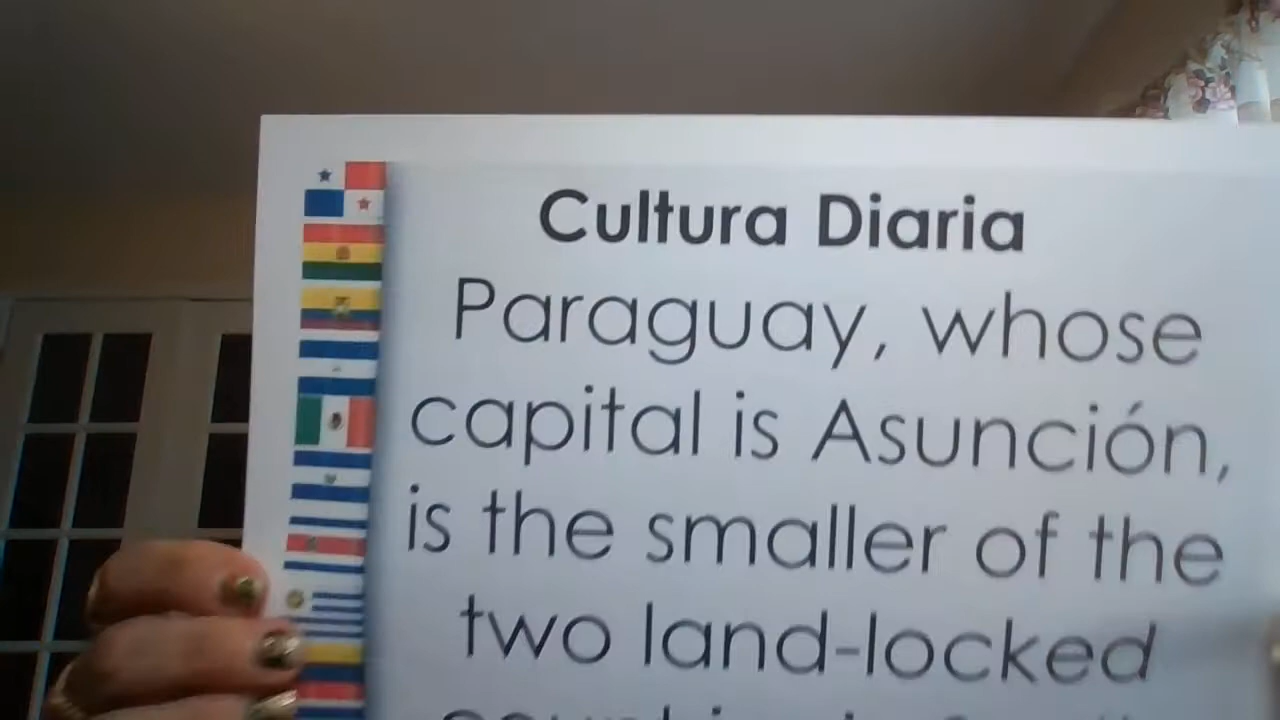 Cultura Diaria
Paraguay, whose
capital is Asunción,
is the smaller of the
two land-locked